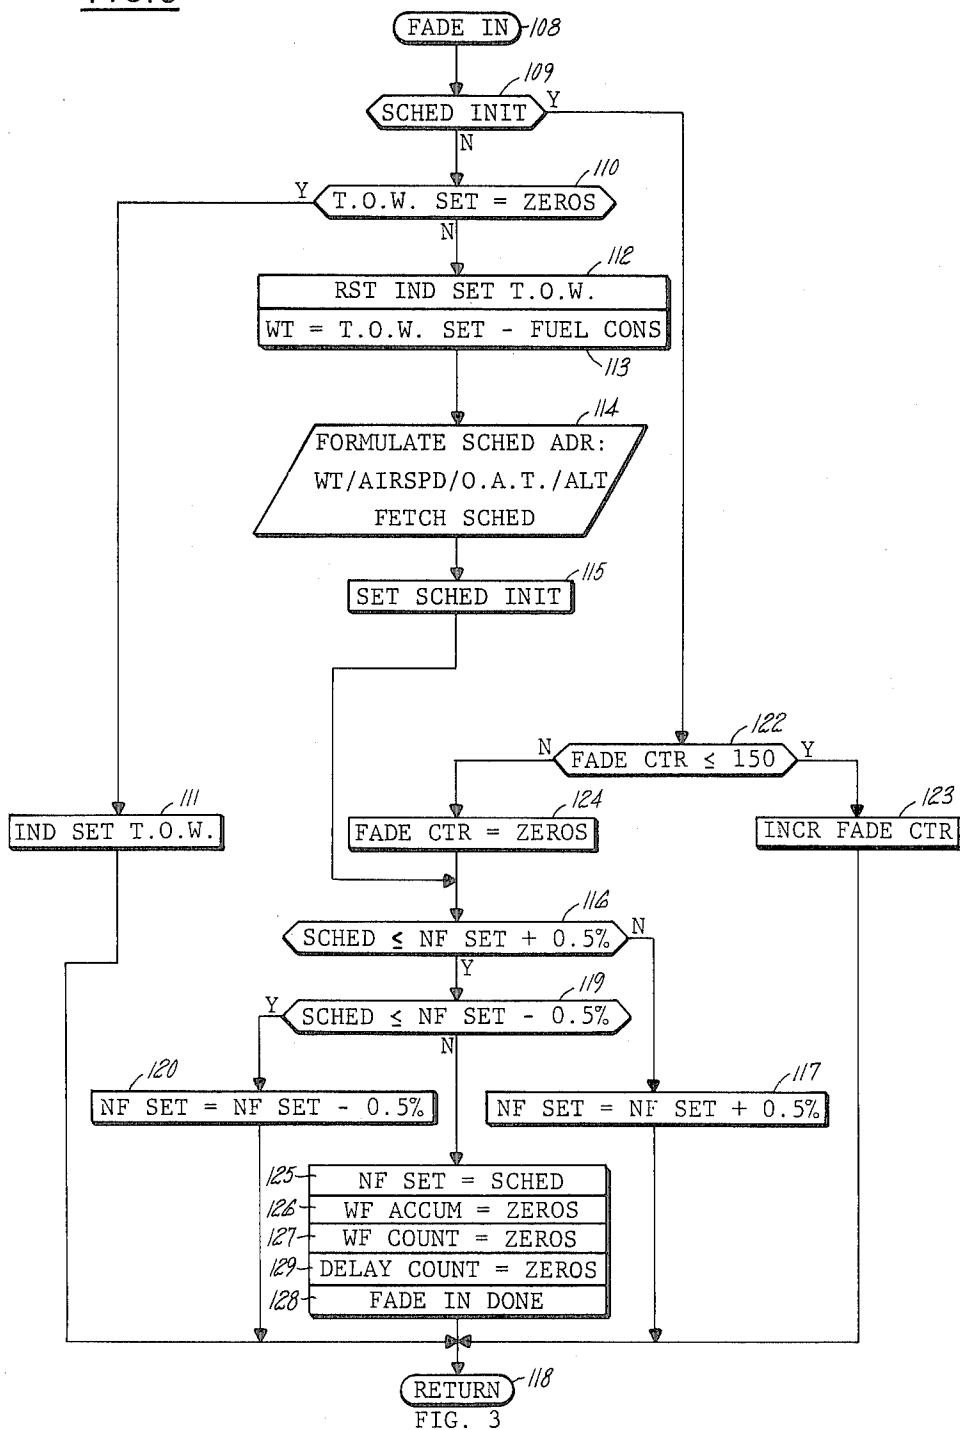 FADE IN 108
109
SCHED INIT Y
N
110
Y T.O.W. SET = ZEROS
N
112
RST IND SET T.O.W.
WT = T.O.W. SET - FUEL CONS
113
114
FORMULATE SCHED ADR:
WT/AIRSPD/O.A.T./ALT
FETCH SCHED
115
SET SCHED INIT
122
N FADE CTR ≤ 150 Y
111 124 123
IND SET T.O.W. FADE CTR = ZEROS INCR FADE CTR
116
SCHED ≤ NF SET + 0.5% N
Y
119
Y SCHED ≤ NF SET - 0.5%
N
120 117
NF SET = NF SET - 0.5% NF SET = NF SET + 0.5%
125 NF SET = SCHED
126 WF ACCUM = ZEROS
127 WF COUNT = ZEROS
129 DELAY COUNT = ZEROS
128 FADE IN DONE
RETURN 118
FIG. 3